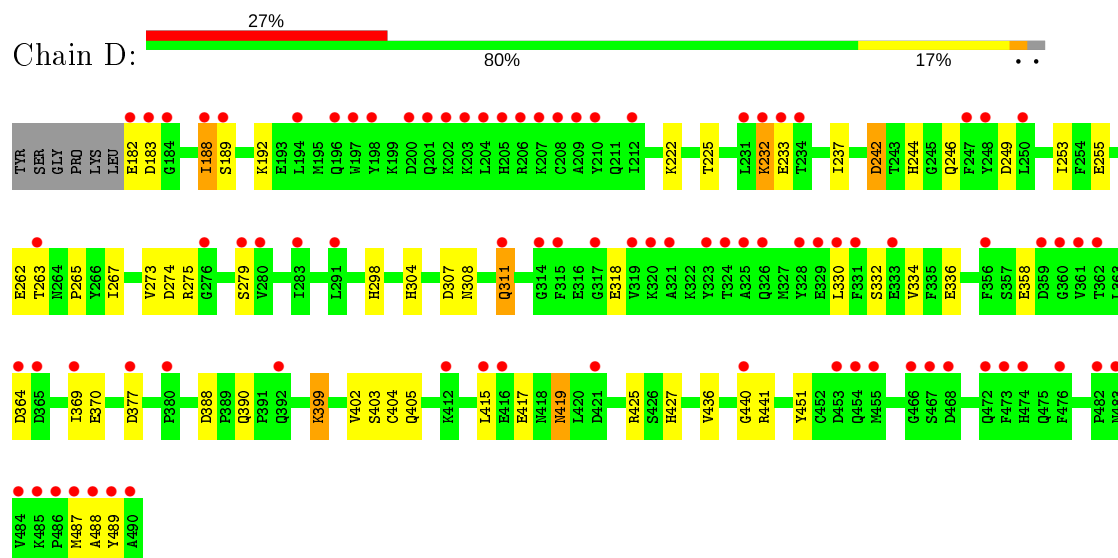 27%
Chain D:
80% 17% • •
TYR SER GLY PRO LYS LEU E182 D183 G184 I188 S189 K192 E193 L194 M195 Q196 W197 Y198 K199 D200 Q201 K202 K203 L204 H205 R206 K207 C208 A209 Y210 Q211 I212 K222 T225 L231 K232 E233 T234 I237 D242 T243 H244 G245 Q246 F247 Y248 D249 L250 I253 F254 E255
E262 T263 N264 P265 Y266 I267 V273 D274 R275 G276 S279 V280 I283 L291 H298 H304 D307 N308 Q311 G314 F315 E316 G317 E318 V319 K320 A321 K322 Y323 T324 A325 Q326 M327 Y328 E329 L330 F331 S332 E333 V334 F335 E336 F356 S357 E358 D359 G360 V361 T362
D364 D365 I369 E370 D377 P380 D388 P389 Q390 P391 Q392 K399 V402 S403 C404 Q405 K412 L415 E416 E417 N418 N419 L420 D421 R425 S426 H427 V436 G440 R441 Y451 C452 D453 Q454 M455 G466 S467 D468 Q472 F473 H474 Q475 F476 P482
V484 K485 P486 M487 A488 Y489 A490